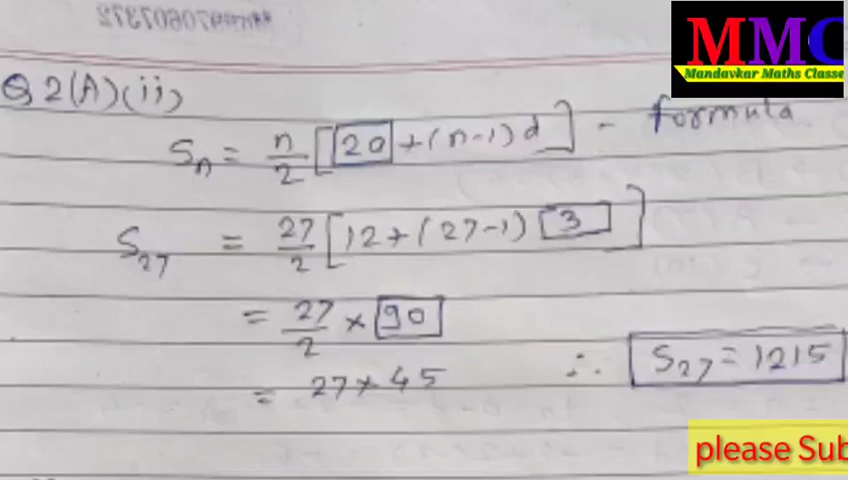 MMC
Mandavkar Maths Classe
Q 2(A)(ii)
Sn = n/2 [2a + (n-1)d] - formula
S27 = 27/2 [12 + (27-1) 3]
= 27/2 × 90
= 27 × 45 ∴ S27 = 1215
please Sub